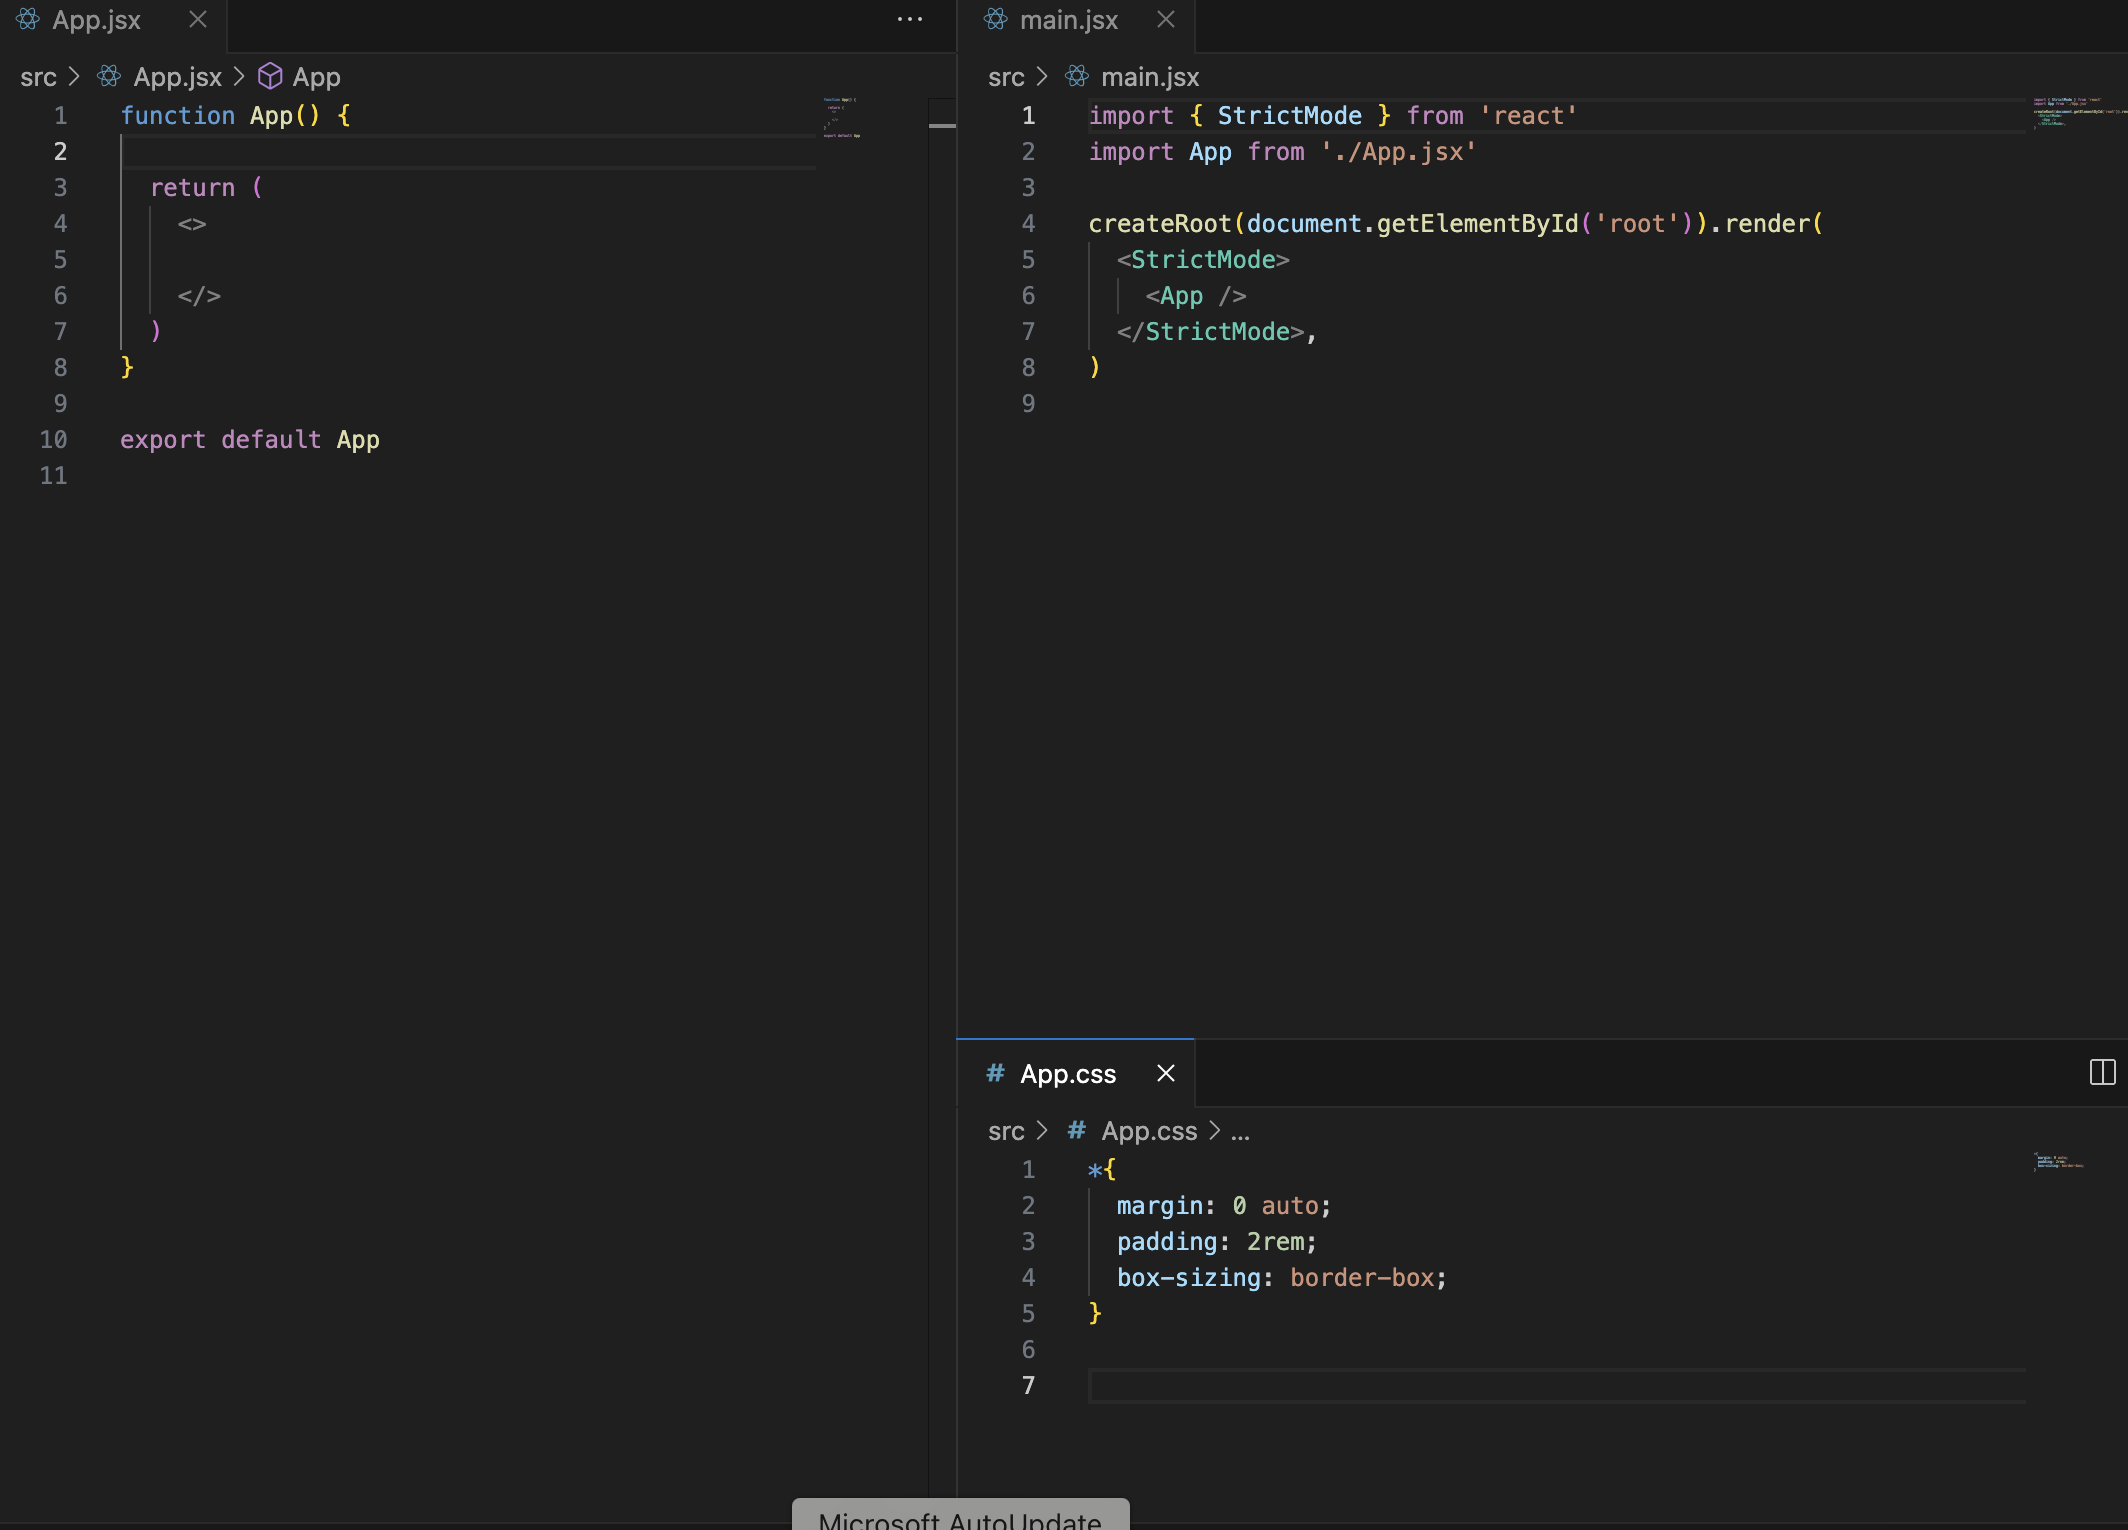 App.jsx
src > App.jsx > App
1 function App() {
2
3   return (
4     <>
5
6     </>
7   )
8 }
9
10 export default App
11
main.jsx
src > main.jsx
1 import { StrictMode } from 'react'
2 import App from './App.jsx'
3
4 createRoot(document.getElementById('root')).render(
5   <StrictMode>
6     <App />
7   </StrictMode>,
8 )
9
# App.css
src > # App.css > ...
1 *{
2   margin: 0 auto;
3   padding: 2rem;
4   box-sizing: border-box;
5 }
6
7
Microsoft AutoUpdate